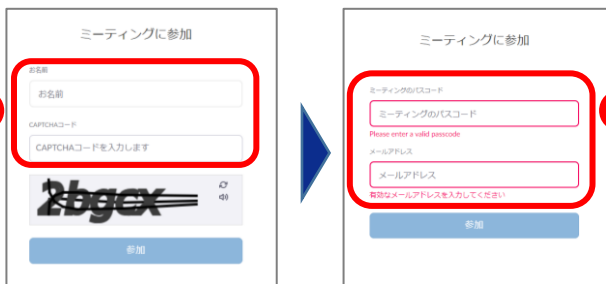 ミーティングに参加
お名前
お名前
CAPTCHAコード
CAPTCHAコードを入力します
2bgcx
参加
ミーティングに参加
ミーティングのパスコード
ミーティングのパスコード
Please enter a valid passcode
メールアドレス
メールアドレス
有効なメールアドレスを入力してください
参加